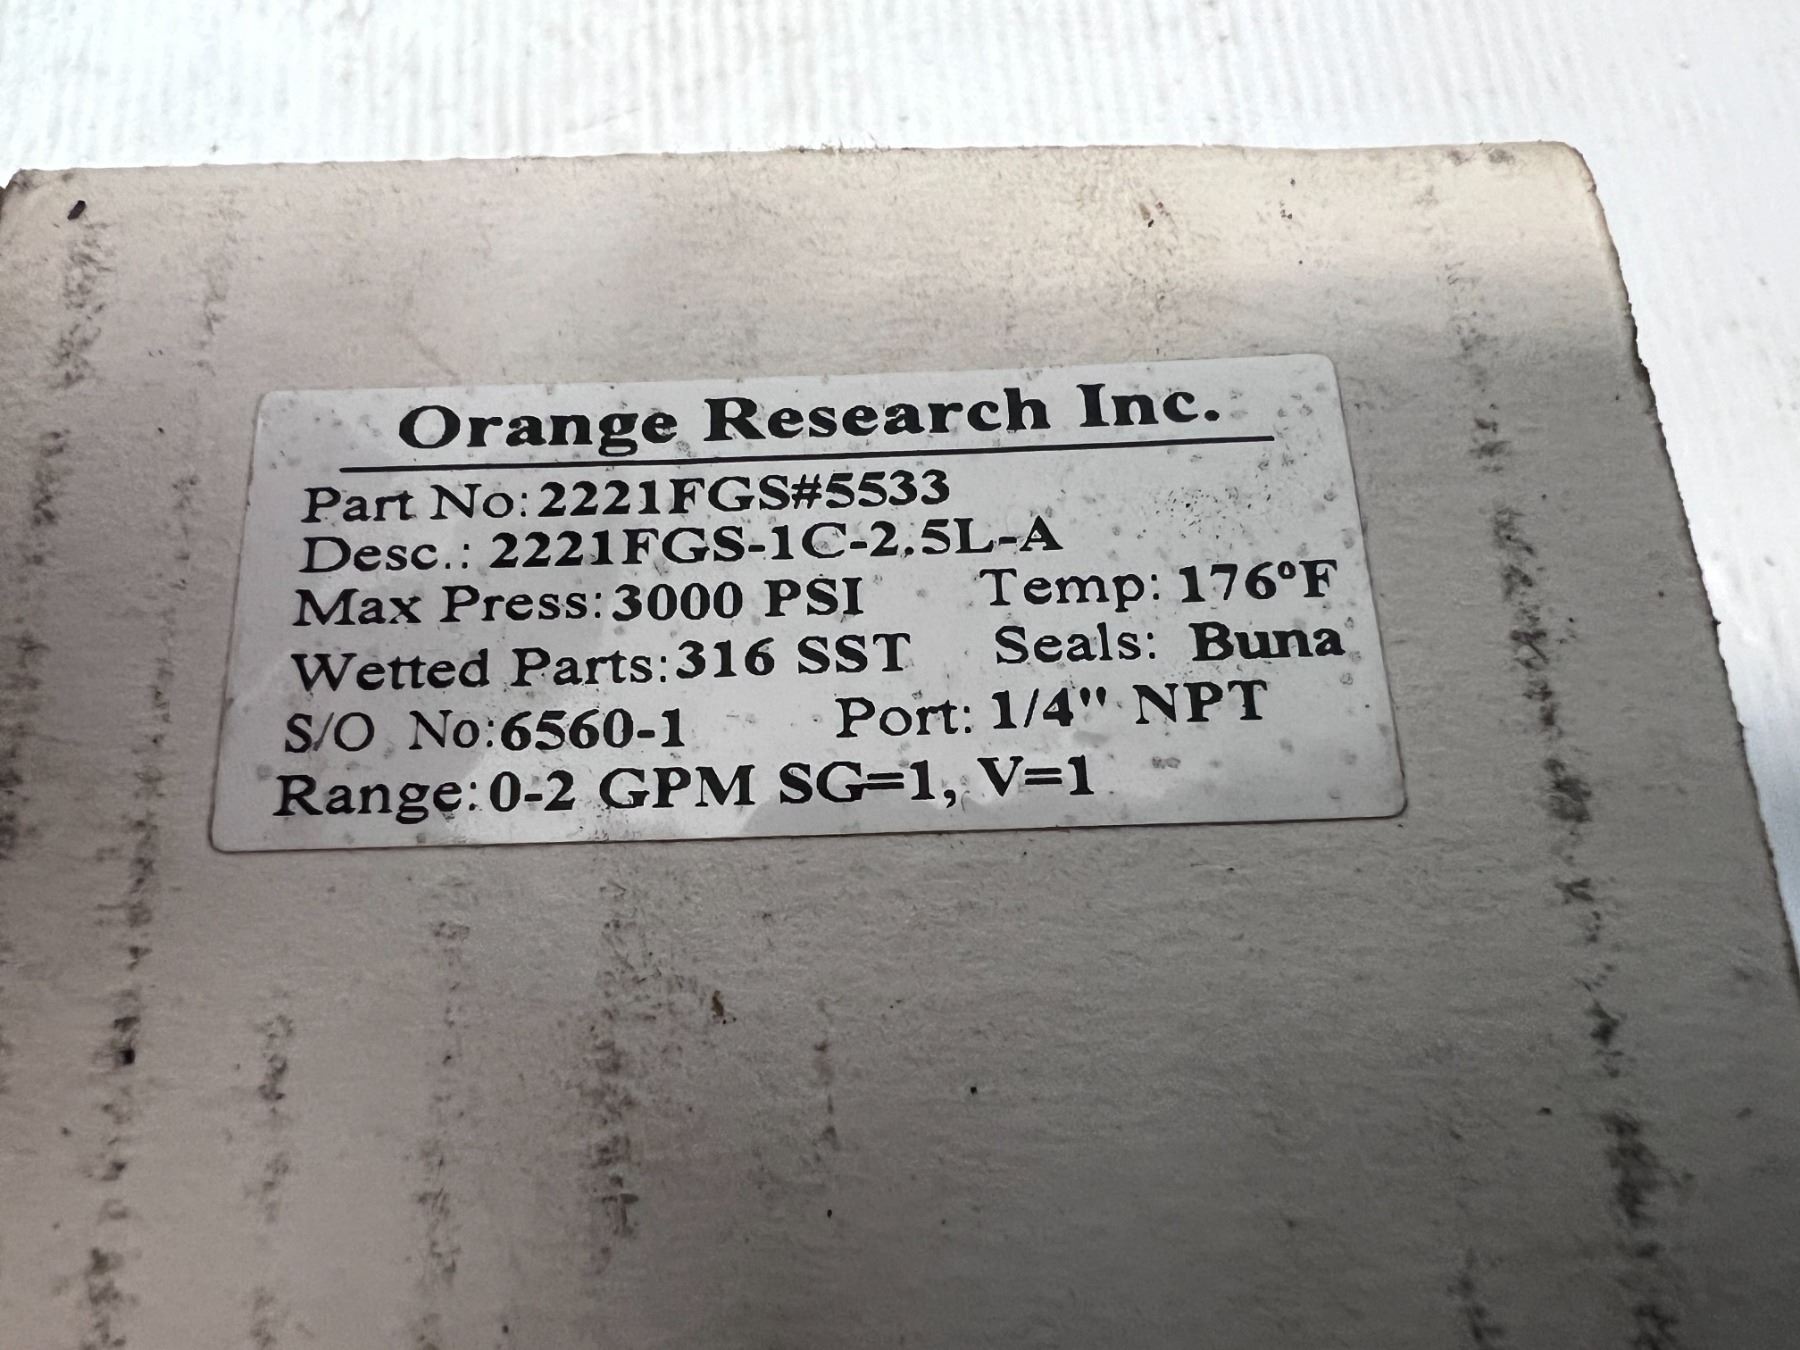 Orange Research Inc.
Part No: 2221FGS#5533
Desc.: 2221FGS-1C-2.5L-A
Max Press: 3000 PSI Temp: 176°F
Wetted Parts: 316 SST Seals: Buna
S/O No: 6560-1 Port: 1/4" NPT
Range: 0-2 GPM SG=1, V=1